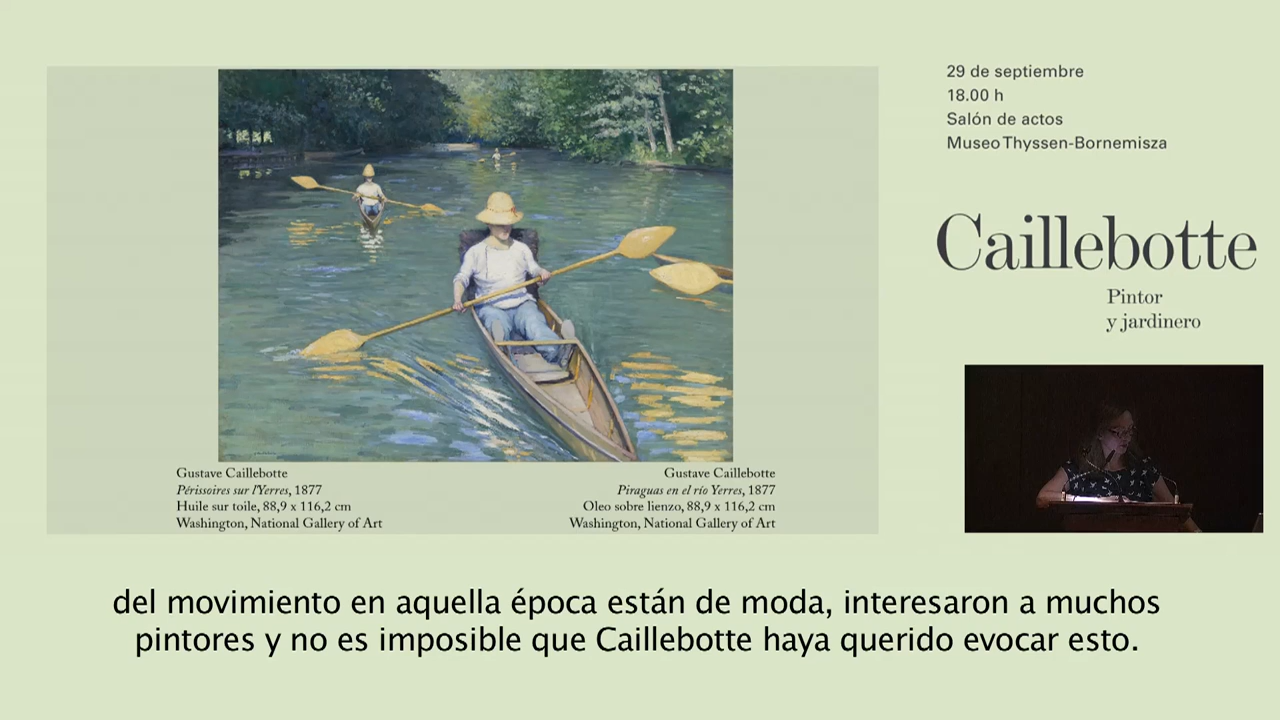 29 de septiembre
18.00 h
Salón de actos
Museo Thyssen-Bornemisza
Caillebotte
Pintor
y jardinero
Gustave Caillebotte
Périssoires sur l'Yerres, 1877
Huile sur toile, 88,9 x 116,2 cm
Washington, National Gallery of Art
Gustave Caillebotte
Piraguas en el río Yerres, 1877
Oleo sobre lienzo, 88,9 x 116,2 cm
Washington, National Gallery of Art
del movimiento en aquella época están de moda, interesaron a muchos
pintores y no es imposible que Caillebotte haya querido evocar esto.